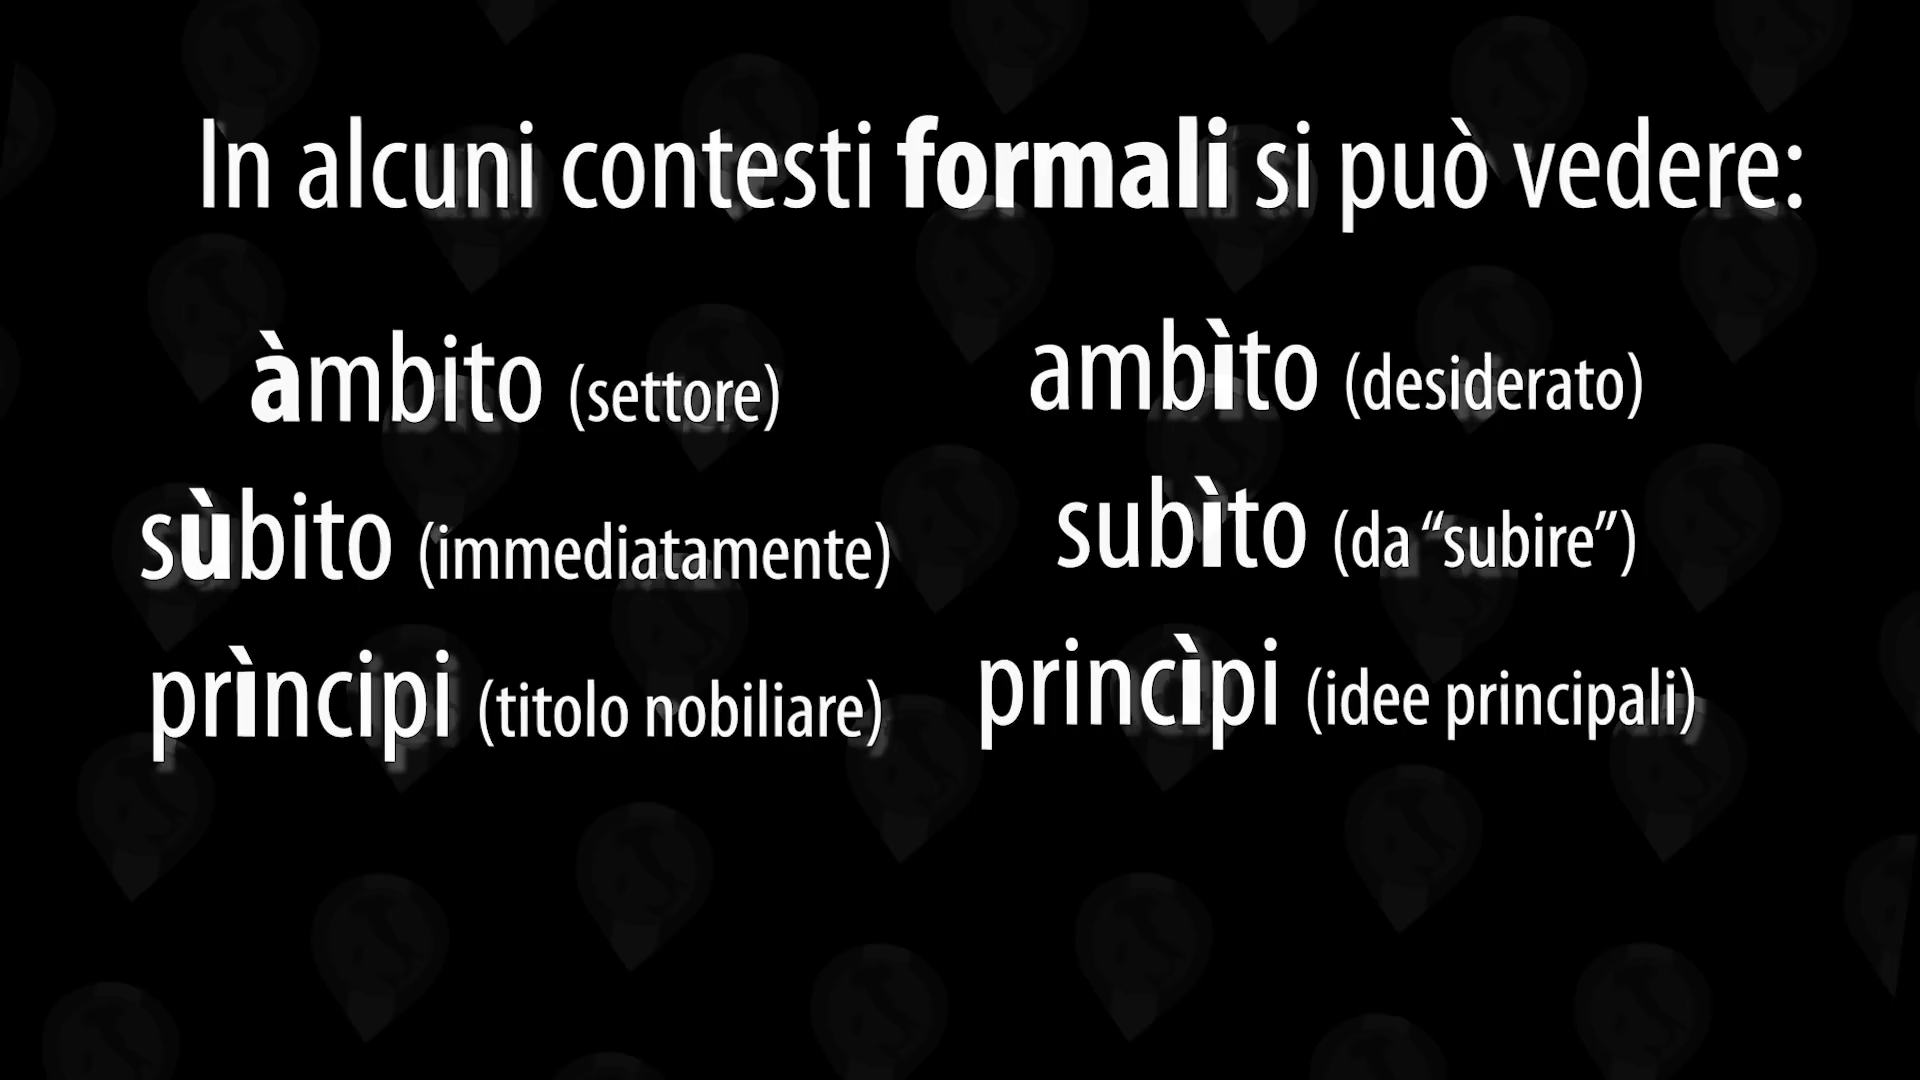 In alcuni contesti formali si può vedere:
àmbito (settore) ambìto (desiderato)
sùbito (immediatamente) subìto (da “subire”)
prìncipi (titolo nobiliare) princìpi (idee principali)